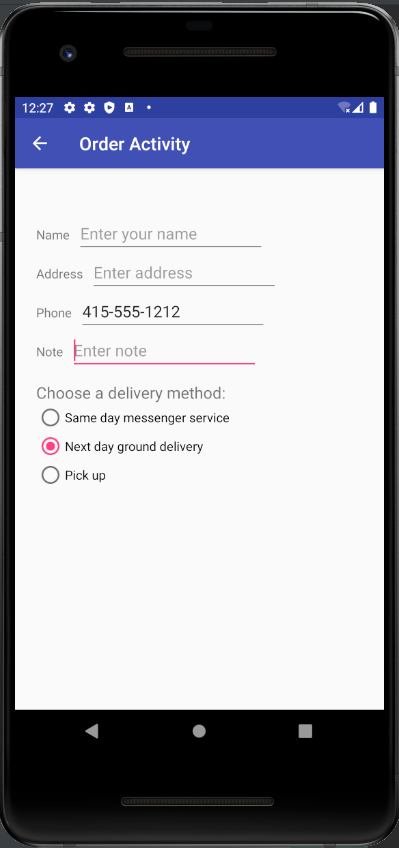 12:27
Order Activity
Name Enter your name
Address Enter address
Phone 415-555-1212
Note Enter note
Choose a delivery method:
Same day messenger service
Next day ground delivery
Pick up